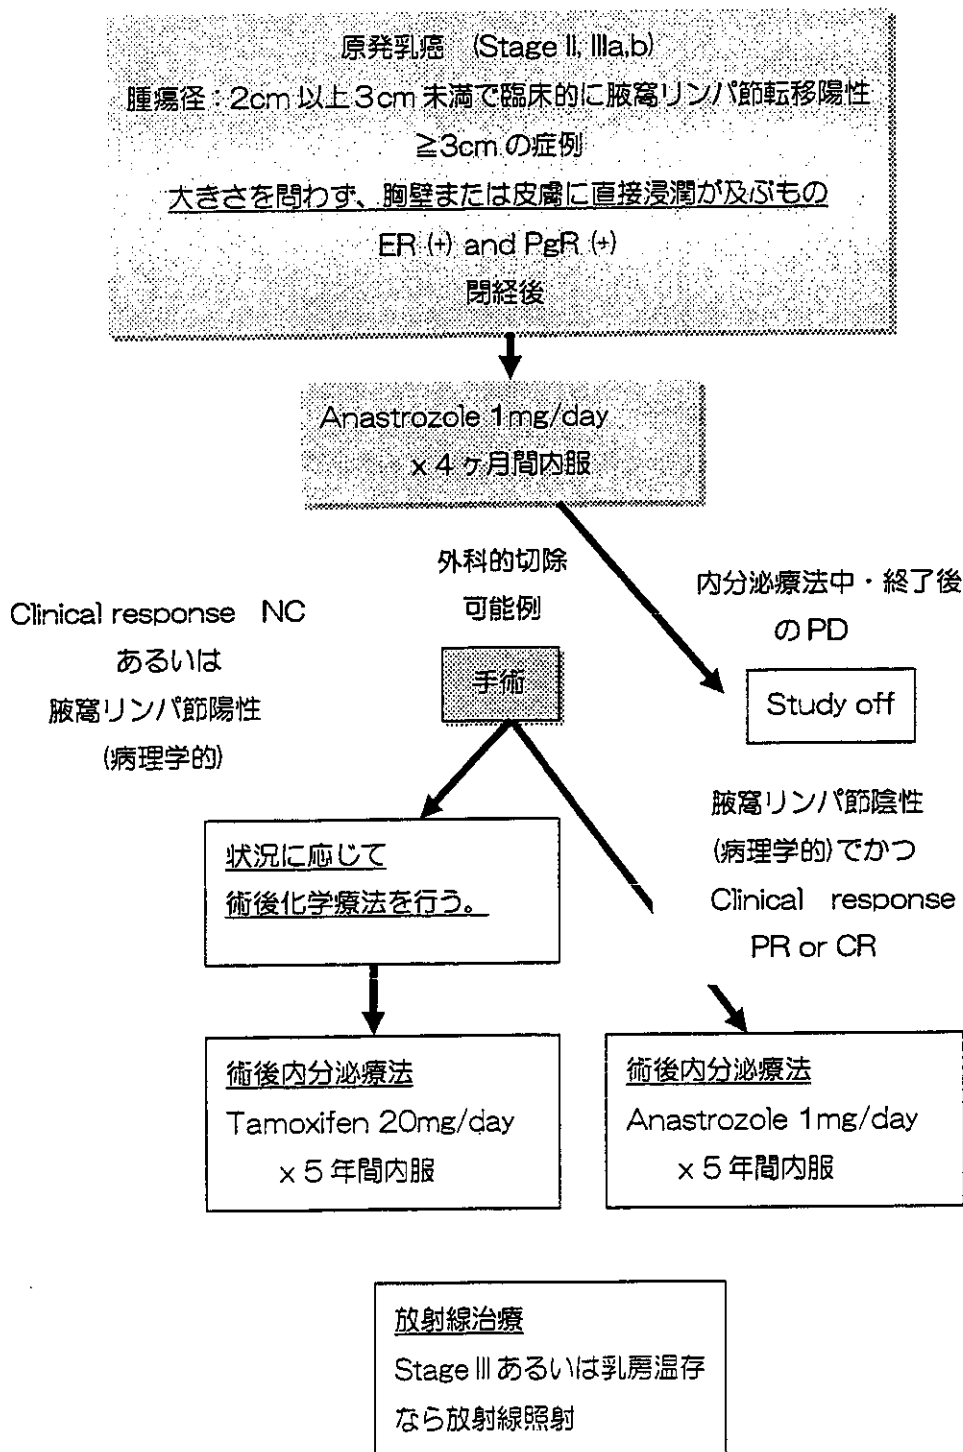 原発乳癌　(Stage II, IIIa,b)
腫瘍径：2cm 以上3cm 未満で臨床的に腋窩リンパ節転移陽性
≧3cm の症例
大きさを問わず、胸壁または皮膚に直接浸潤が及ぶもの
ER (+) and PgR (+)
閉経後
Anastrozole 1mg/day
x 4 ヶ月間内服
外科的切除
可能例
内分泌療法中・終了後
の PD
Clinical response　NC
あるいは
腋窩リンパ節陽性
(病理学的)
手術
Study off
腋窩リンパ節陰性
(病理学的)でかつ
Clinical　response
PR or CR
状況に応じて
術後化学療法を行う。
術後内分泌療法
Tamoxifen 20mg/day
x 5 年間内服
術後内分泌療法
Anastrozole 1mg/day
x 5 年間内服
放射線治療
Stage III あるいは乳房温存
なら放射線照射